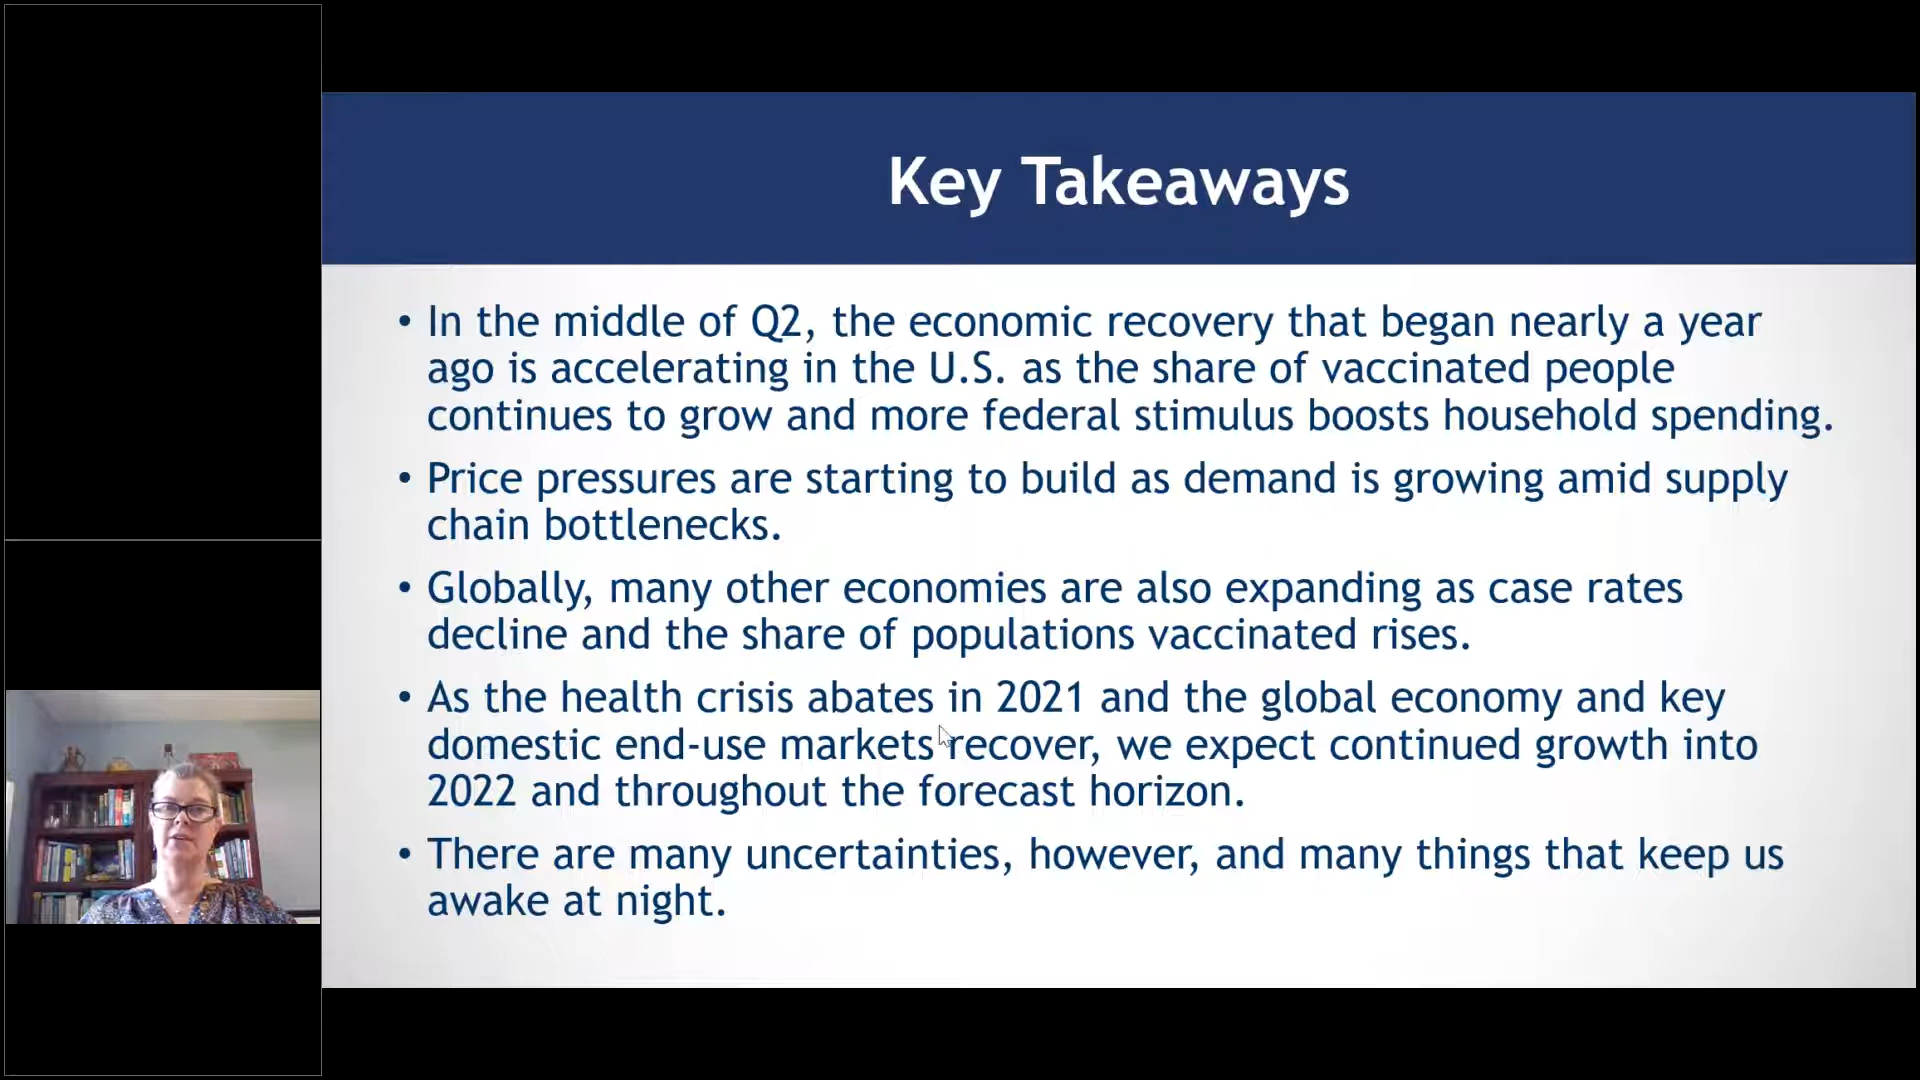 Key Takeaways
• In the middle of Q2, the economic recovery that began nearly a year
ago is accelerating in the U.S. as the share of vaccinated people
continues to grow and more federal stimulus boosts household spending.
• Price pressures are starting to build as demand is growing amid supply
chain bottlenecks.
• Globally, many other economies are also expanding as case rates
decline and the share of populations vaccinated rises.
• As the health crisis abates in 2021 and the global economy and key
domestic end-use markets recover, we expect continued growth into
2022 and throughout the forecast horizon.
• There are many uncertainties, however, and many things that keep us
awake at night.